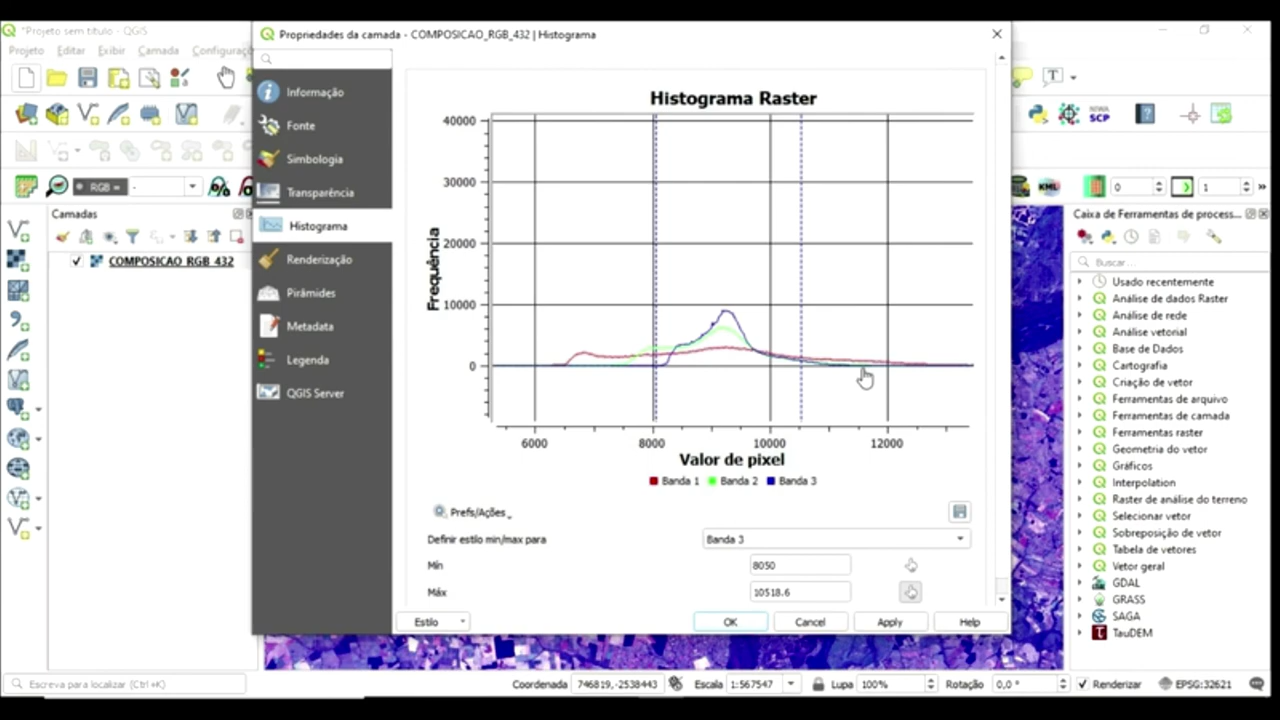 *Projeto sem título - QGIS
Projeto Editar Exibir Camada Configuraç
Propriedades da camada - COMPOSICAO_RGB_432 | Histograma
Informação
Fonte
Simbologia
Transparência
Histograma
Renderização
Pirâmides
Metadata
Legenda
QGIS Server
RGB = -
Camadas
COMPOSICAO RGB 432
Histograma Raster
Frequência
40000
30000
20000
10000
0
6000 8000 10000 12000
Valor de pixel
Banda 1 Banda 2 Banda 3
Prefs/Ações
Definir estilo min/max para Banda 3
Mín 8050
Máx 10518.6
Estilo OK Cancel Apply Help
T
SCP
KML 0 1 »
Caixa de Ferramentas de process...
Buscar...
Usado recentemente
Análise de dados Raster
Análise de rede
Análise vetorial
Base de Dados
Cartografia
Criação de vetor
Ferramentas de arquivo
Ferramentas de camada
Ferramentas raster
Geometria do vetor
Gráficos
Interpolation
Raster de análise do terreno
Selecionar vetor
Sobreposição de vetor
Tabela de vetores
Vetor geral
GDAL
GRASS
SAGA
TauDEM
Escreva para localizar (Ctrl+K) Coordenada 746819,-2538443 Escala 1:567547 Lupa 100% Rotação 0,0 ° Renderizar EPSG:32621